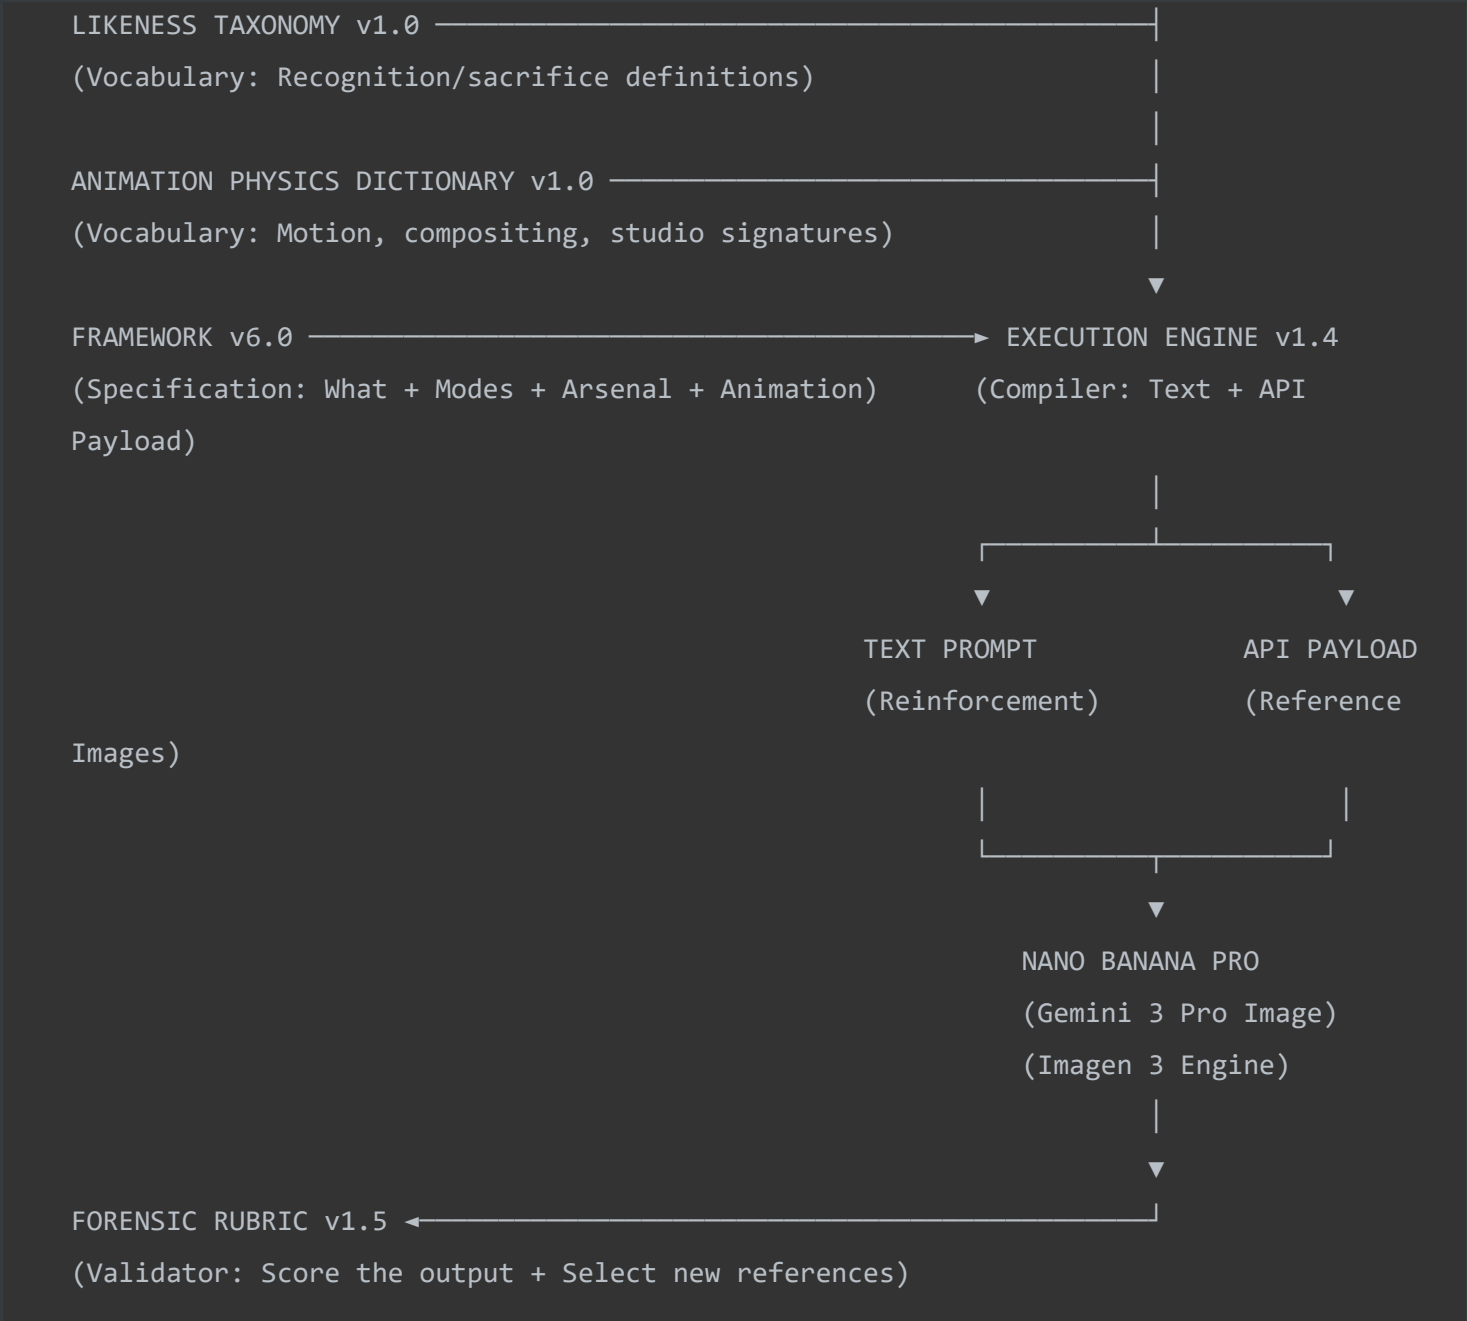 LIKENESS TAXONOMY v1.0
(Vocabulary: Recognition/sacrifice definitions)
ANIMATION PHYSICS DICTIONARY v1.0
(Vocabulary: Motion, compositing, studio signatures)
FRAMEWORK v6.0 EXECUTION ENGINE v1.4
(Specification: What + Modes + Arsenal + Animation) (Compiler: Text + API
Payload)
TEXT PROMPT API PAYLOAD
(Reinforcement) (Reference
Images)
NANO BANANA PRO
(Gemini 3 Pro Image)
(Imagen 3 Engine)
FORENSIC RUBRIC v1.5
(Validator: Score the output + Select new references)